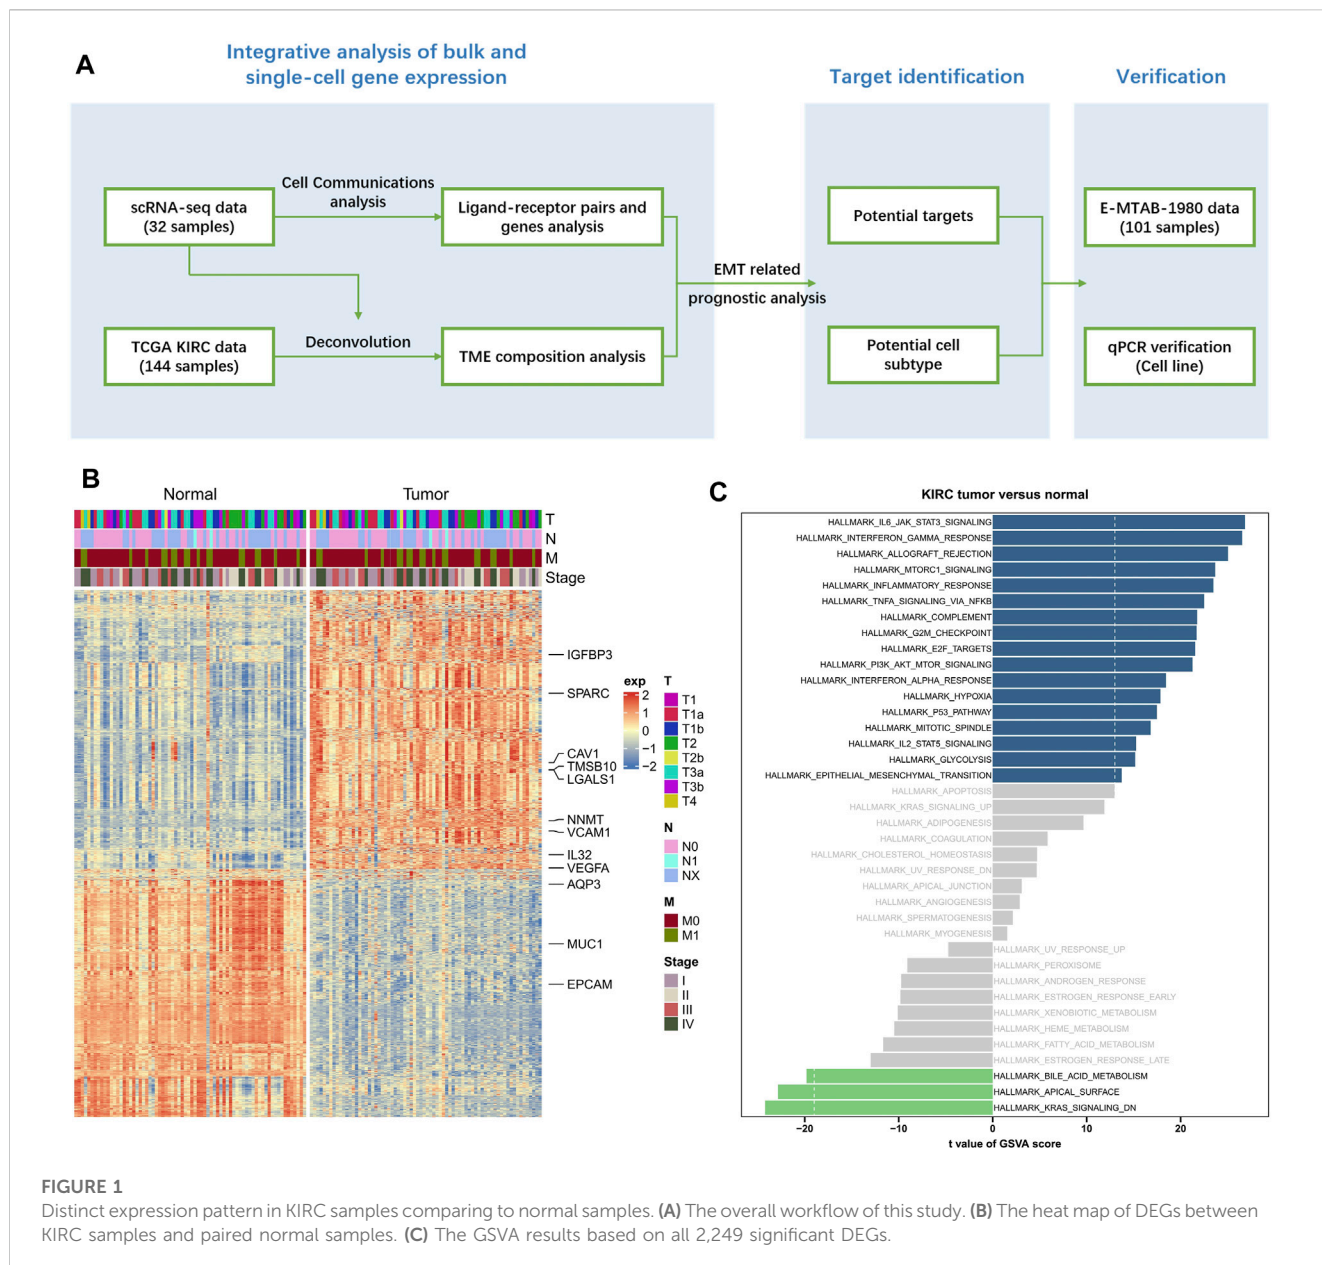 A
Integrative analysis of bulk and
single-cell gene expression
Target identification
Verification
scRNA-seq data
(32 samples)
Cell Communications
analysis
Ligand-receptor pairs and
genes analysis
TCGA KIRC data
(144 samples)
Deconvolution
TME composition analysis
EMT related
prognostic analysis
Potential targets
Potential cell
subtype
E-MTAB-1980 data
(101 samples)
qPCR verification
(Cell line)
B
Normal
Tumor
T
N
M
Stage
IGFBP3
SPARC
CAV1
TMSB10
LGALS1
NNMT
VCAM1
IL32
VEGFA
AQP3
MUC1
EPCAM
exp
2
1
0
−1
−2
T
T1
T1a
T1b
T2
T2b
T3a
T3b
T4
N
N0
N1
NX
M
M0
M1
Stage
I
II
III
IV
C
KIRC tumor versus normal
HALLMARK_IL6_JAK_STAT3_SIGNALING
HALLMARK_INTERFERON_GAMMA_RESPONSE
HALLMARK_ALLOGRAFT_REJECTION
HALLMARK_MTORC1_SIGNALING
HALLMARK_INFLAMMATORY_RESPONSE
HALLMARK_TNFA_SIGNALING_VIA_NFKB
HALLMARK_COMPLEMENT
HALLMARK_G2M_CHECKPOINT
HALLMARK_E2F_TARGETS
HALLMARK_PI3K_AKT_MTOR_SIGNALING
HALLMARK_INTERFERON_ALPHA_RESPONSE
HALLMARK_HYPOXIA
HALLMARK_P53_PATHWAY
HALLMARK_MITOTIC_SPINDLE
HALLMARK_IL2_STAT5_SIGNALING
HALLMARK_GLYCOLYSIS
HALLMARK_EPITHELIAL_MESENCHYMAL_TRANSITION
HALLMARK_APOPTOSIS
HALLMARK_KRAS_SIGNALING_UP
HALLMARK_ADIPOGENESIS
HALLMARK_COAGULATION
HALLMARK_CHOLESTEROL_HOMEOSTASIS
HALLMARK_UV_RESPONSE_DN
HALLMARK_APICAL_JUNCTION
HALLMARK_ANGIOGENESIS
HALLMARK_SPERMATOGENESIS
HALLMARK_MYOGENESIS
HALLMARK_UV_RESPONSE_UP
HALLMARK_PEROXISOME
HALLMARK_ANDROGEN_RESPONSE
HALLMARK_ESTROGEN_RESPONSE_EARLY
HALLMARK_XENOBIOTIC_METABOLISM
HALLMARK_HEME_METABOLISM
HALLMARK_FATTY_ACID_METABOLISM
HALLMARK_ESTROGEN_RESPONSE_LATE
HALLMARK_BILE_ACID_METABOLISM
HALLMARK_APICAL_SURFACE
HALLMARK_KRAS_SIGNALING_DN
−20 −10 0 10 20
t value of GSVA score
FIGURE 1
Distinct expression pattern in KIRC samples comparing to normal samples. (A) The overall workflow of this study. (B) The heat map of DEGs between
KIRC samples and paired normal samples. (C) The GSVA results based on all 2,249 significant DEGs.